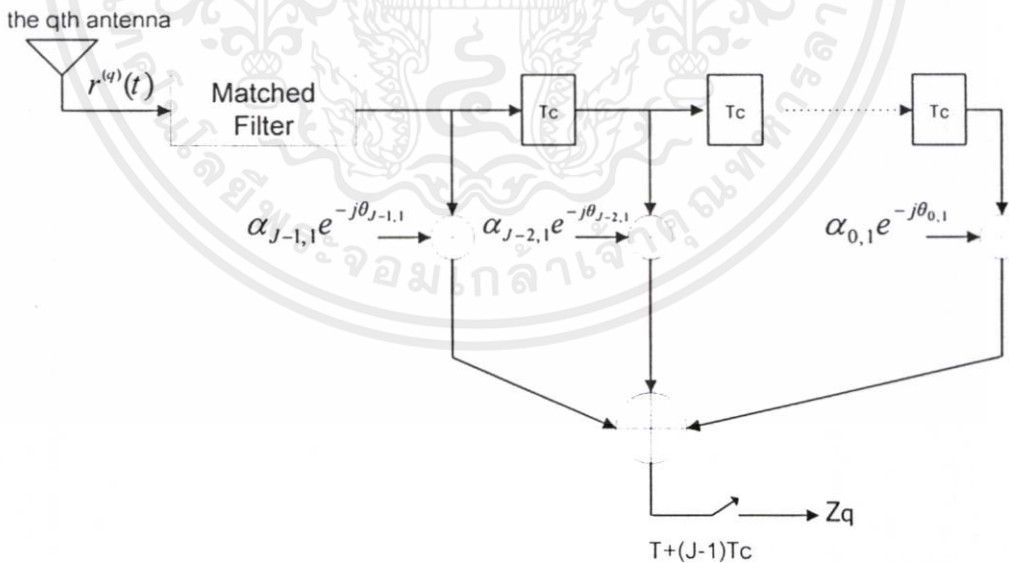 the qth antenna
r^{(q)}(t)
Matched
Filter
Tc
Tc
Tc
α_{J-1,1}e^{-jθ_{J-1,1}}
α_{J-2,1}e^{-jθ_{J-2,1}}
α_{0,1}e^{-jθ_{0,1}}
Zq
T+(J-1)Tc